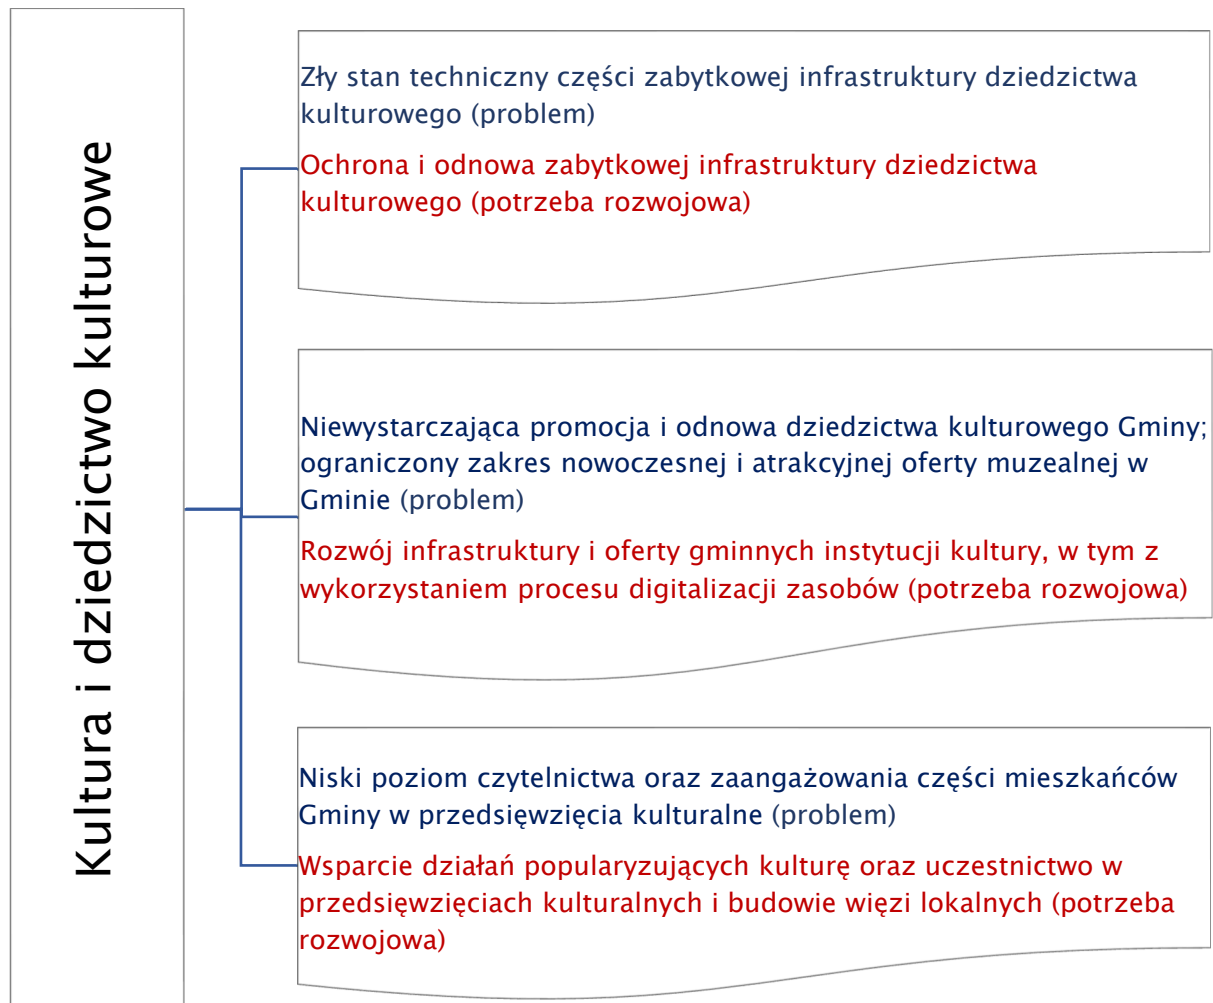 Kultura i dziedzictwo kulturowe
Zły stan techniczny części zabytkowej infrastruktury dziedzictwa
kulturowego (problem)
Ochrona i odnowa zabytkowej infrastruktury dziedzictwa
kulturowego (potrzeba rozwojowa)
Niewystarczająca promocja i odnowa dziedzictwa kulturowego Gminy;
ograniczony zakres nowoczesnej i atrakcyjnej oferty muzealnej w
Gminie (problem)
Rozwój infrastruktury i oferty gminnych instytucji kultury, w tym z
wykorzystaniem procesu digitalizacji zasobów (potrzeba rozwojowa)
Niski poziom czytelnictwa oraz zaangażowania części mieszkańców
Gminy w przedsięwzięcia kulturalne (problem)
Wsparcie działań popularyzujących kulturę oraz uczestnictwo w
przedsięwzięciach kulturalnych i budowie więzi lokalnych (potrzeba
rozwojowa)